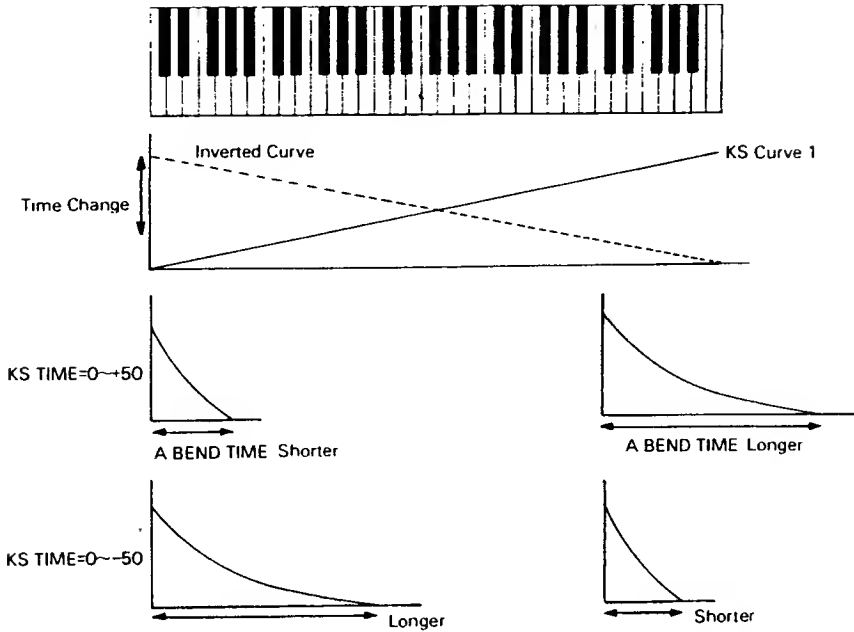 Inverted Curve
KS Curve 1
Time Change
KS TIME=0~+50
A BEND TIME Shorter
A BEND TIME Longer
KS TIME=0~-50
Longer
Shorter